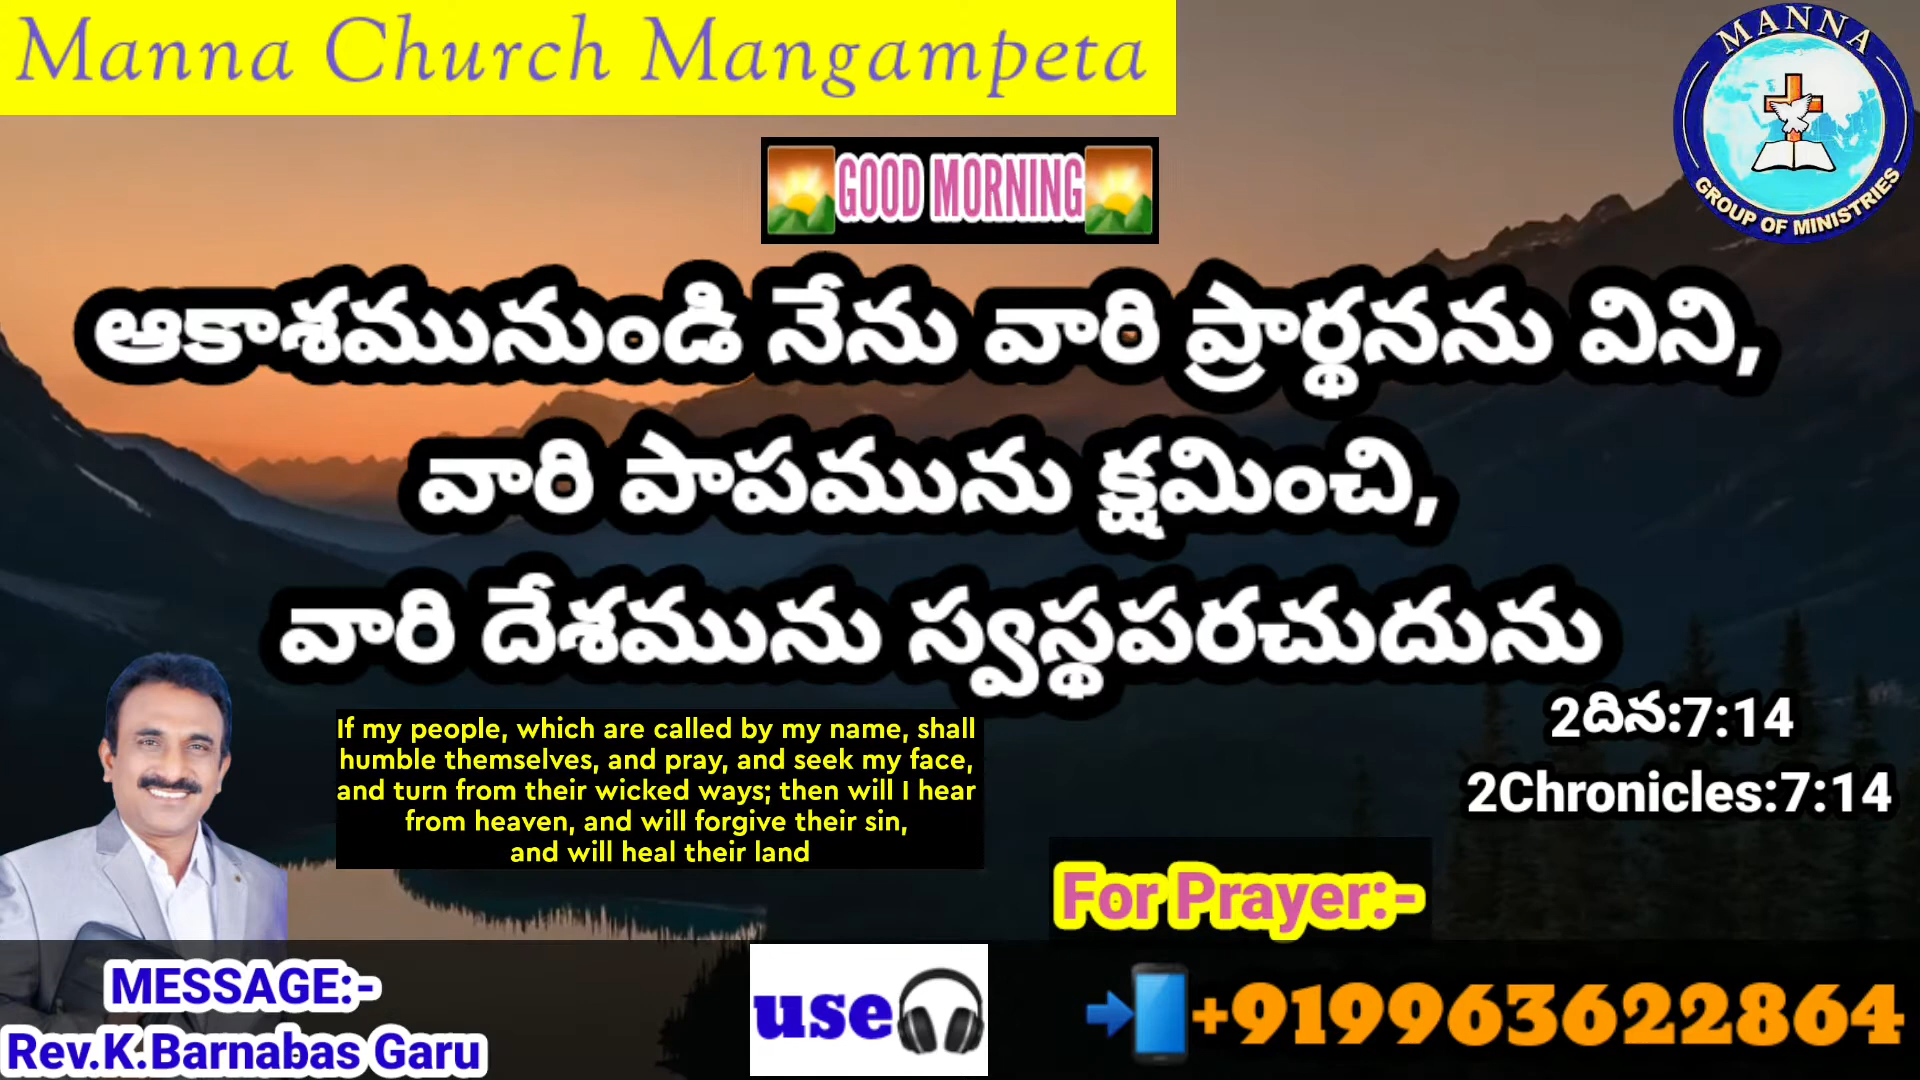 Manna Church Mangampeta
MANNA
GROUP OF MINISTRIES
GOOD MORNING
ఆకాశమునుండి నేను వారి ప్రార్థనను విని,
వారి పాపమును క్షమించి,
వారి దేశమును స్వస్థపరచుదును
2దిన:7:14
2Chronicles:7:14
If my people, which are called by my name, shall
humble themselves, and pray, and seek my face,
and turn from their wicked ways; then will I hear
from heaven, and will forgive their sin,
and will heal their land
For Prayer:-
+919963622864
use
MESSAGE:-
Rev.K.Barnabas Garu